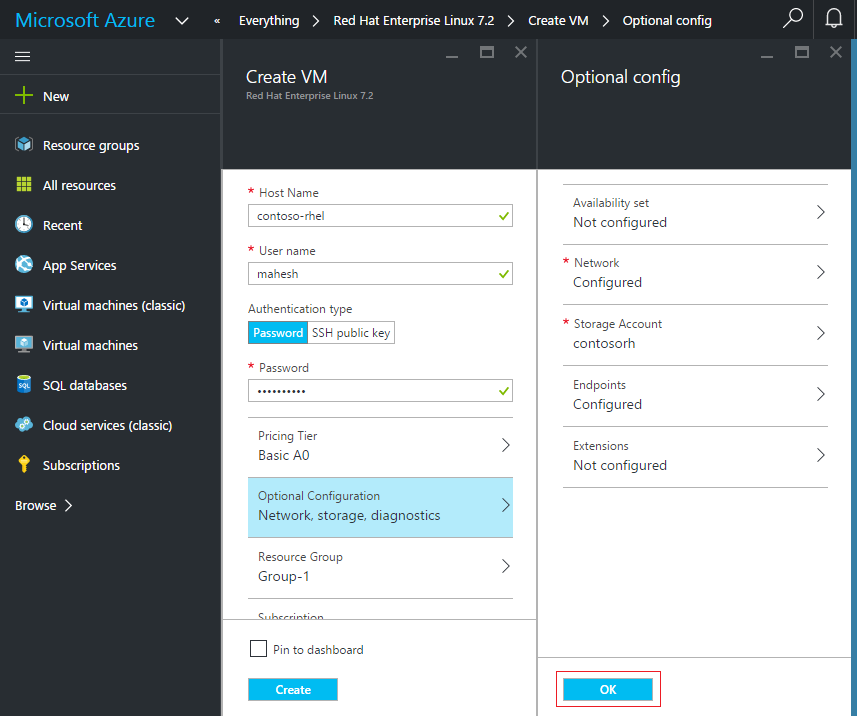 Microsoft Azure
« Everything > Red Hat Enterprise Linux 7.2 > Create VM > Optional config
New
Resource groups
All resources
Recent
App Services
Virtual machines (classic)
Virtual machines
SQL databases
Cloud services (classic)
Subscriptions
Browse >
Create VM
Red Hat Enterprise Linux 7.2
* Host Name
contoso-rhel
* User name
mahesh
Authentication type
Password SSH public key
* Password
••••••••••
Pricing Tier
Basic A0
Optional Configuration
Network, storage, diagnostics
Resource Group
Group-1
Subscription
Pin to dashboard
Create
Optional config
Availability set
Not configured
* Network
Configured
* Storage Account
contosorh
Endpoints
Configured
Extensions
Not configured
OK